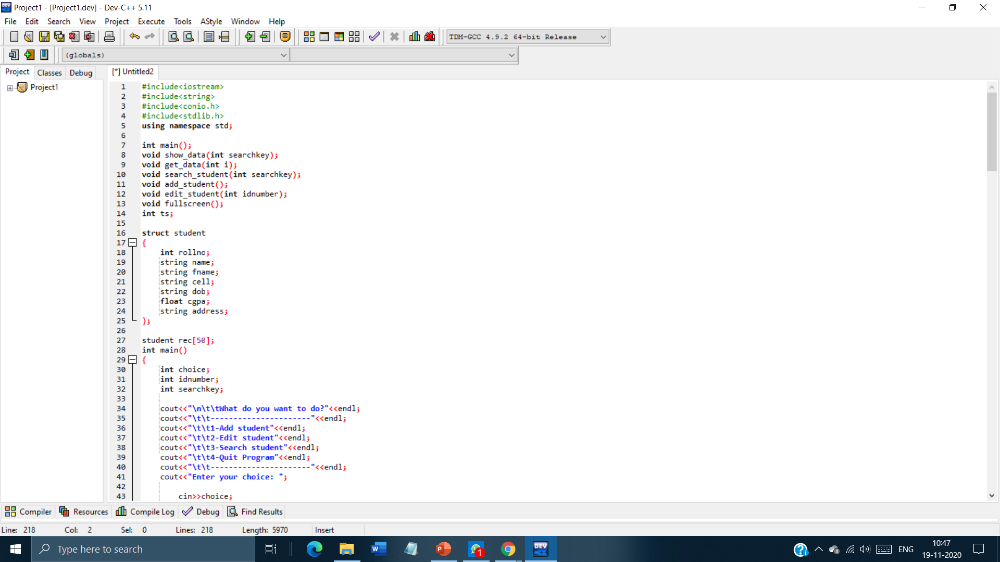 Project1 - [Project1.dev] - Dev-C++ 5.11
File Edit Search View Project Execute Tools AStyle Window Help
TDM-GCC 4.9.2 64-bit Release
(globals)
Project Classes Debug [*] Untitled2
Project1
1 #include<iostream>
2 #include<string>
3 #include<conio.h>
4 #include<stdlib.h>
5 using namespace std;
6
7 int main();
8 void show_data(int searchkey);
9 void get_data(int i);
10 void search_student(int searchkey);
11 void add_student();
12 void edit_student(int idnumber);
13 void fullscreen();
14 int ts;
15
16 struct student
17 {
18 int rollno;
19 string name;
20 string fname;
21 string cell;
22 string dob;
23 float cgpa;
24 string address;
25 };
26
27 student rec[50];
28 int main()
29 {
30 int choice;
31 int idnumber;
32 int searchkey;
33
34 cout<<"\n\t\tWhat do you want to do?"<<endl;
35 cout<<"\t\t----------------------"<<endl;
36 cout<<"\t\t1-Add student"<<endl;
37 cout<<"\t\t2-Edit student"<<endl;
38 cout<<"\t\t3-Search student"<<endl;
39 cout<<"\t\t4-Quit Program"<<endl;
40 cout<<"\t\t----------------------"<<endl;
41 cout<<"Enter your choice: ";
42
43 cin>>choice;
Compiler Resources Compile Log Debug Find Results
Line: 218 Col: 2 Sel: 0 Lines: 218 Length: 5970 Insert
Type here to search
W P 1 DEV C++ ENG 10:47
19-11-2020